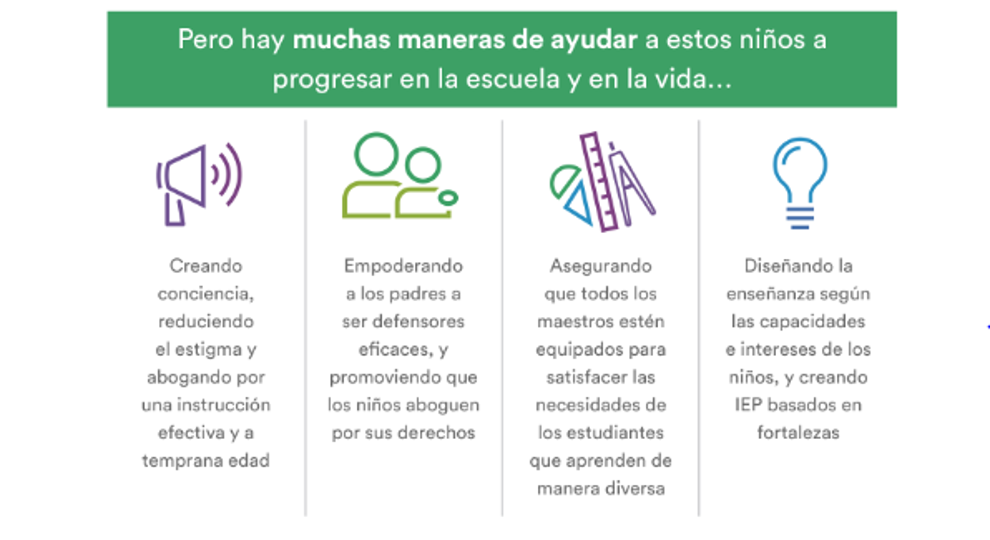 Pero hay muchas maneras de ayudar a estos niños a
progresar en la escuela y en la vida...
Creando
conciencia,
reduciendo
el estigma y
abogando por
una instrucción
efectiva y a
temprana edad
Empoderando
a los padres a
ser defensores
eficaces, y
promoviendo que
los niños aboguen
por sus derechos
Asegurando
que todos los
maestros estén
equipados para
satisfacer las
necesidades de
los estudiantes
que aprenden de
manera diversa
Diseñando la
enseñanza según
las capacidades
e intereses de los
niños, y creando
IEP basados en
fortalezas